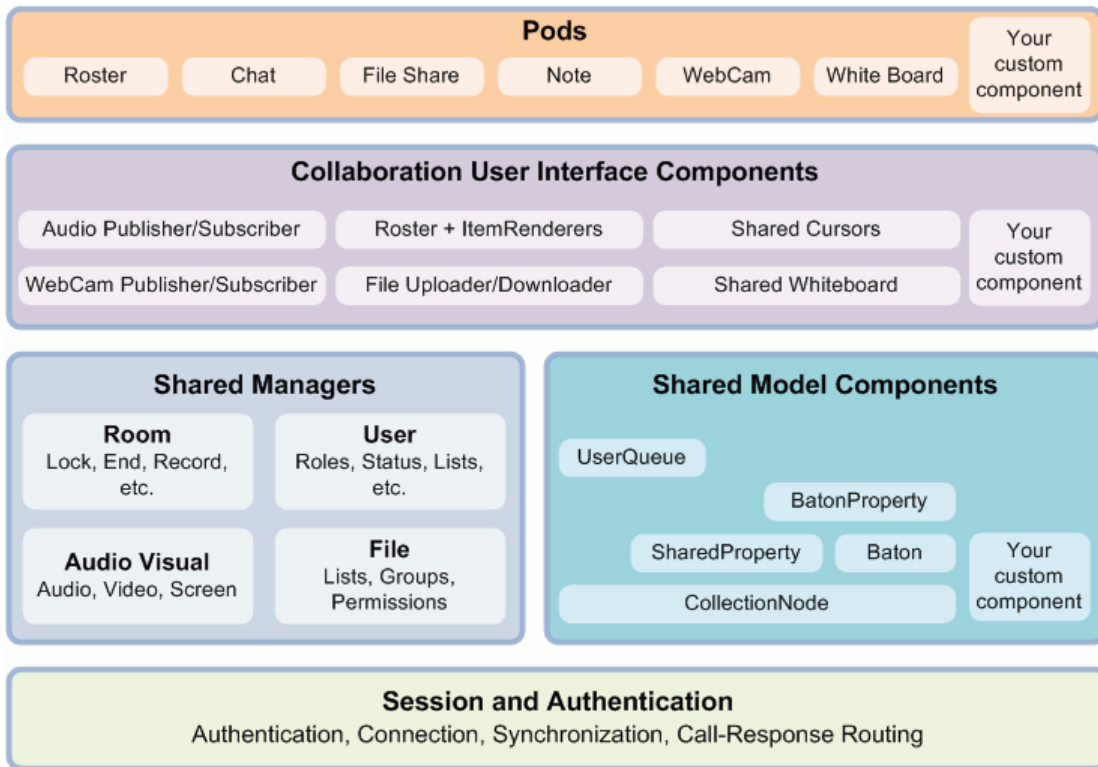 Pods
Roster
Chat
File Share
Note
WebCam
White Board
Your
custom
component
Collaboration User Interface Components
Audio Publisher/Subscriber
Roster + ItemRenderers
Shared Cursors
WebCam Publisher/Subscriber
File Uploader/Downloader
Shared Whiteboard
Your
custom
component
Shared Managers
Room
Lock, End, Record,
etc.
User
Roles, Status, Lists,
etc.
Audio Visual
Audio, Video, Screen
File
Lists, Groups,
Permissions
Shared Model Components
UserQueue
BatonProperty
SharedProperty
Baton
CollectionNode
Your
custom
component
Session and Authentication
Authentication, Connection, Synchronization, Call-Response Routing